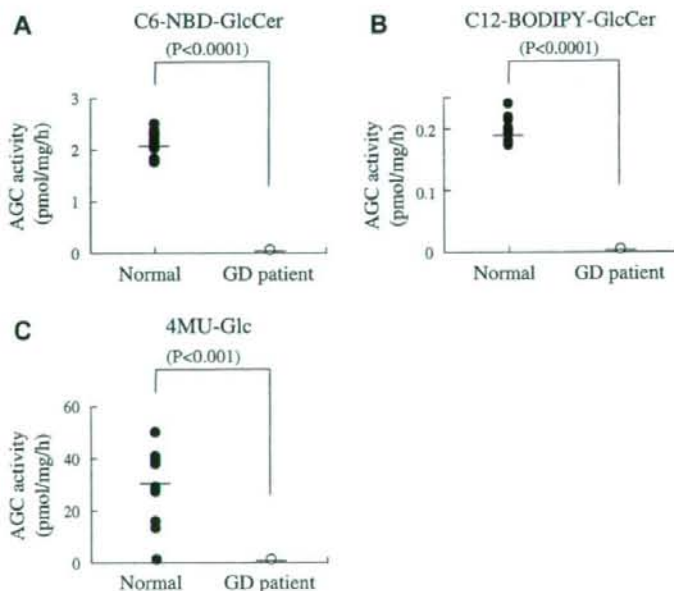 A
C6-NBD-GlcCer
(P<0.0001)
3
2
1
0
AGC activity
(pmol/mg/h)
Normal
GD patient
B
C12-BODIPY-GlcCer
(P<0.0001)
0.2
0.1
0
AGC activity
(pmol/mg/h)
Normal
GD patient
C
4MU-Glc
(P<0.001)
60
40
20
0
AGC activity
(pmol/mg/h)
Normal
GD patient